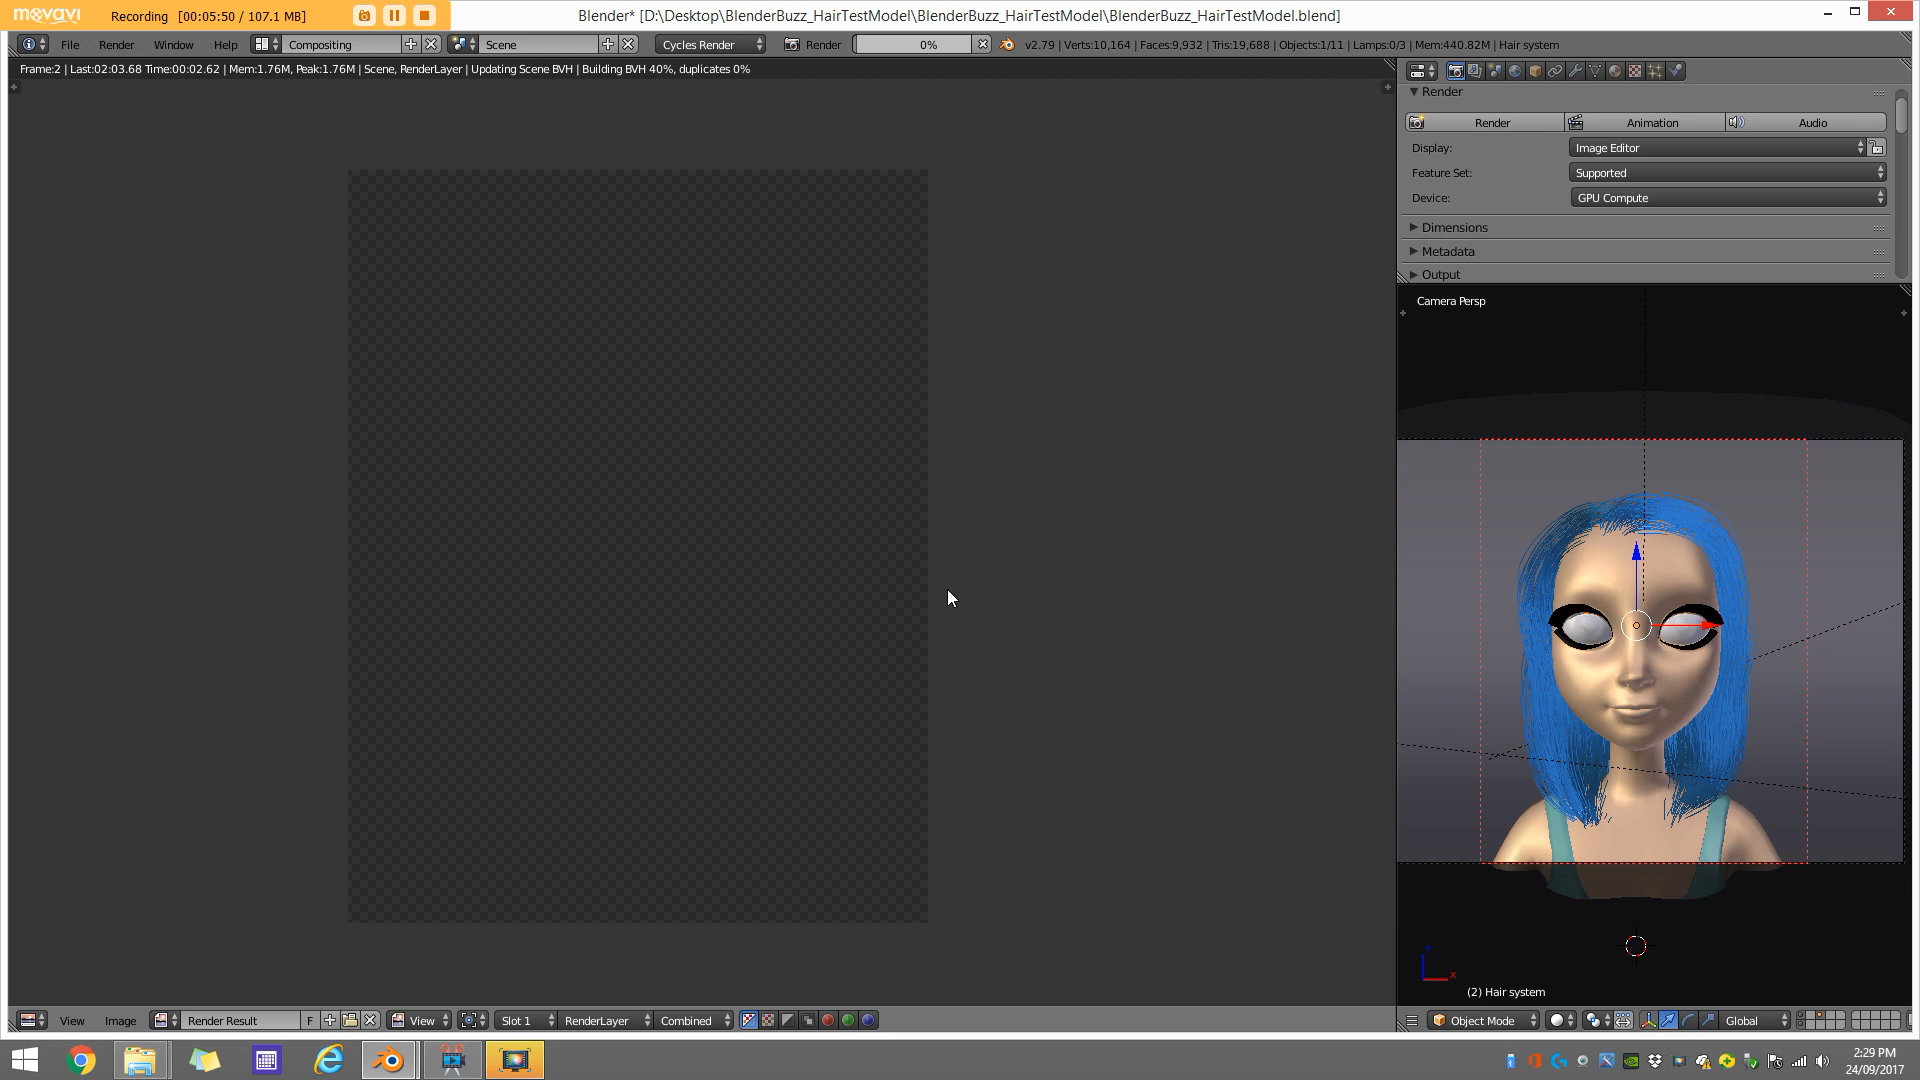 movavi Recording [00:05:50 / 107.1 MB]
Blender* [D:\Desktop\BlenderBuzz_HairTestModel\BlenderBuzz_HairTestModel\BlenderBuzz_HairTestModel.blend]
File Render Window Help Compositing Scene Cycles Render Render 0% v2.79 | Verts:10,164 | Faces:9,932 | Tris:19,688 | Objects:1/11 | Lamps:0/3 | Mem:440.82M | Hair system
Frame:2 | Last:02:03.68 Time:00:02.62 | Mem:1.76M, Peak:1.76M | Scene, RenderLayer | Updating Scene BVH | Building BVH 40%, duplicates 0%
Render
Render Animation Audio
Display: Image Editor
Feature Set: Supported
Device: GPU Compute
Dimensions
Metadata
Output
Camera Persp
x
(2) Hair system
View Image Render Result F View Slot 1 RenderLayer Combined
Object Mode Global
2:29 PM
24/09/2017